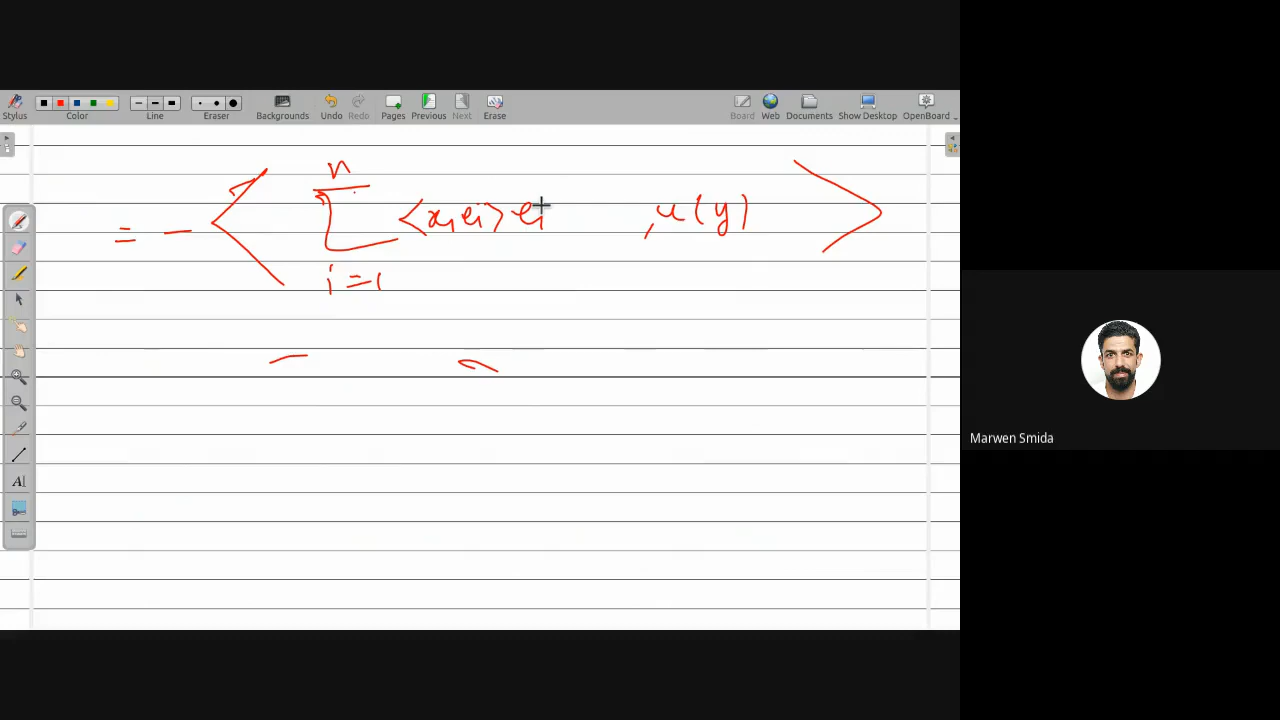 Stylus Color Line Eraser Backgrounds Undo Redo Pages Previous Next Erase Board Web Documents Show Desktop OpenBoard
n
= - < ∑ <x,ei> ei , u(y) >
i=1
Marwen Smida